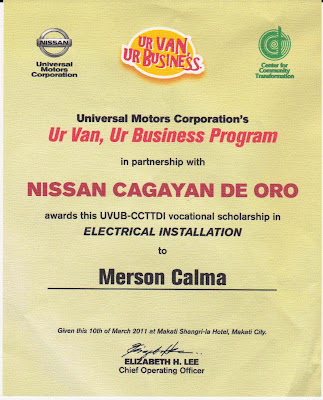 NISSAN
Universal
Motors
Corporation
UR VAN
UR BUSINESS
Center for
Community
Transformation
Universal Motors Corporation's
Ur Van, Ur Business Program
in partnership with
NISSAN CAGAYAN DE ORO
awards this UVUB-CCTTDI vocational scholarship in
ELECTRICAL INSTALLATION
to
Merson Calma
Given this 10th of March 2011 at Makati Shangri-la Hotel, Makati City.
ELIZABETH H. LEE
Chief Operating Officer